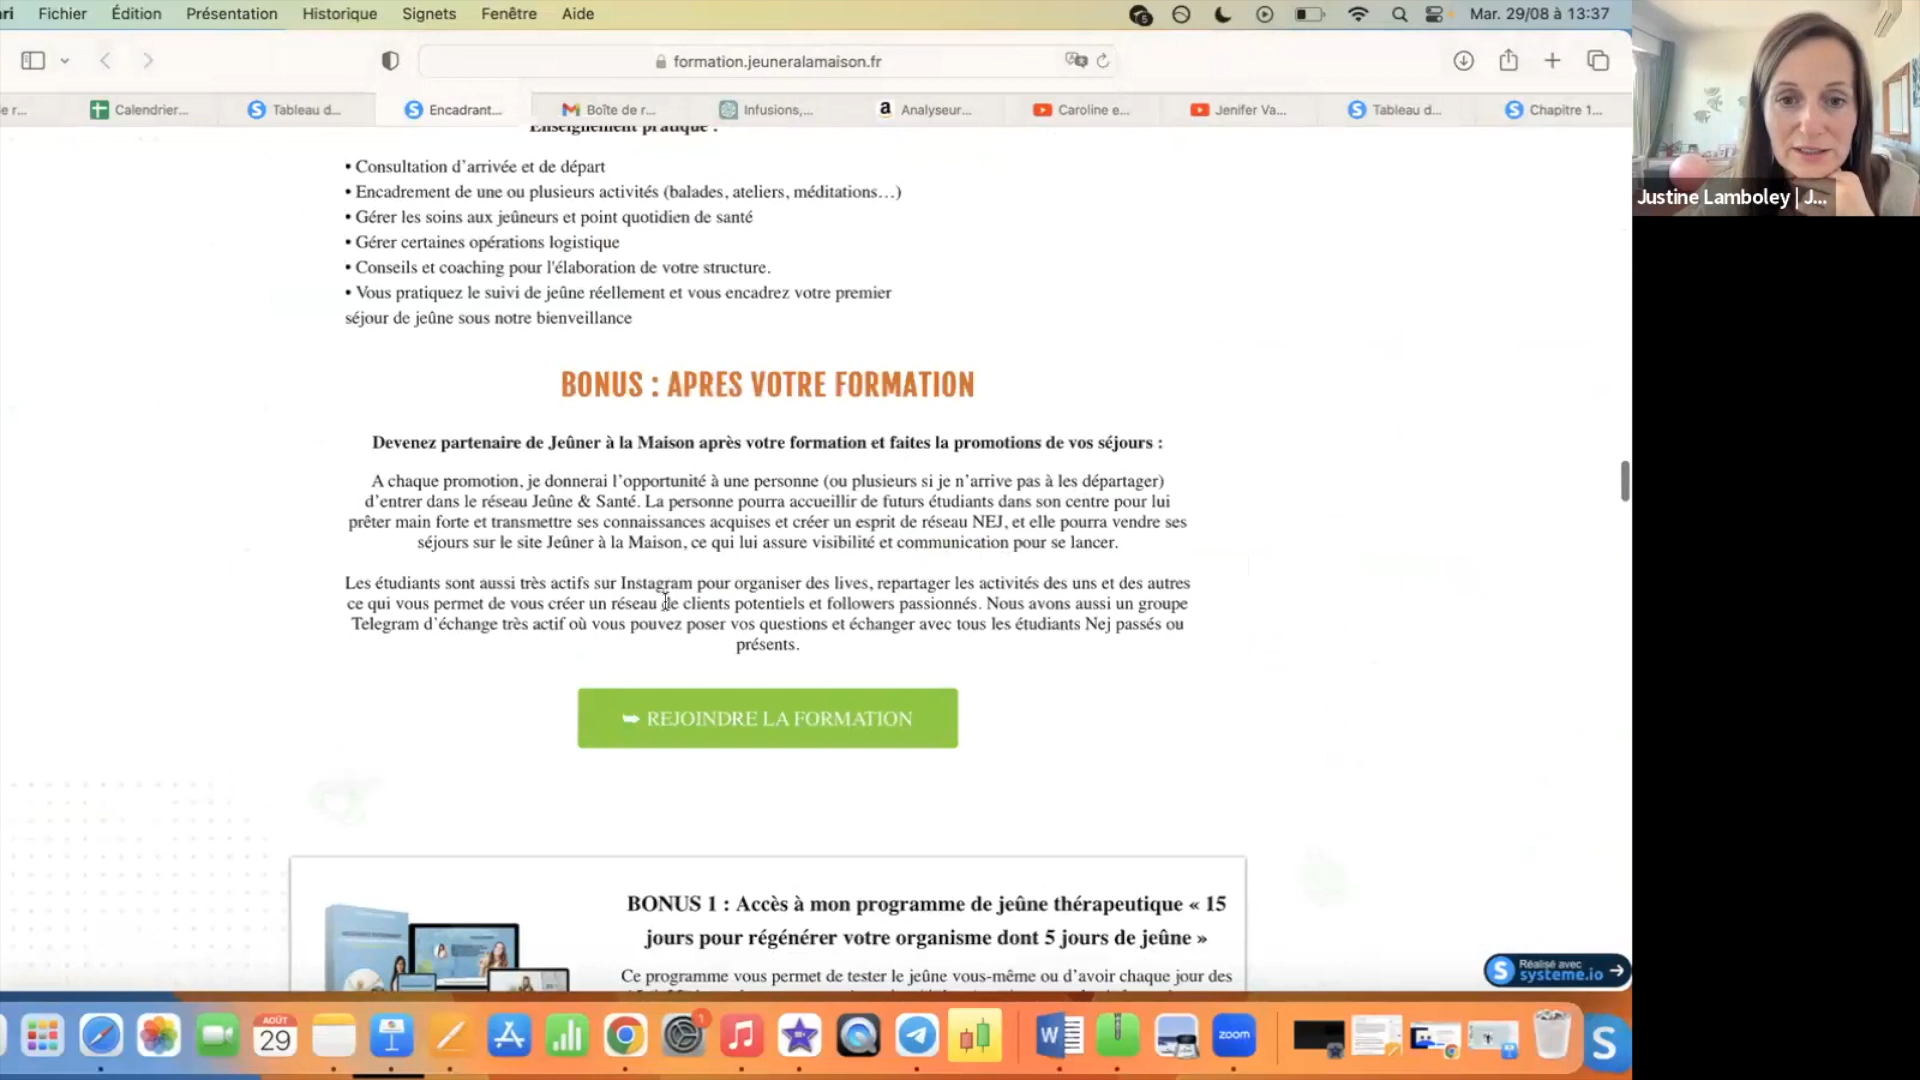 ri Fichier Édition Présentation Historique Signets Fenêtre Aide Mar. 29/08 à 13:37
formation.jeuneralamaison.fr
e r... Calendrier... Tableau d... Encadrant... Boîte de r... Infusions,... Analyseur... Caroline e... Jenifer Va... Tableau d... Chapitre 1...
Justine Lamboley | J...
Enseignement pratique :
• Consultation d'arrivée et de départ
• Encadrement de une ou plusieurs activités (balades, ateliers, méditations…)
• Gérer les soins aux jeûneurs et point quotidien de santé
• Gérer certaines opérations logistique
• Conseils et coaching pour l'élaboration de votre structure.
• Vous pratiquez le suivi de jeûne réellement et vous encadrez votre premier
séjour de jeûne sous notre bienveillance
BONUS : APRES VOTRE FORMATION
Devenez partenaire de Jeûner à la Maison après votre formation et faites la promotions de vos séjours :
A chaque promotion, je donnerai l'opportunité à une personne (ou plusieurs si je n'arrive pas à les départager)
d'entrer dans le réseau Jeûne & Santé. La personne pourra accueillir de futurs étudiants dans son centre pour lui
prêter main forte et transmettre ses connaissances acquises et créer un esprit de réseau NEJ, et elle pourra vendre ses
séjours sur le site Jeûner à la Maison, ce qui lui assure visibilité et communication pour se lancer.
Les étudiants sont aussi très actifs sur Instagram pour organiser des lives, repartager les activités des uns et des autres
ce qui vous permet de vous créer un réseau de clients potentiels et followers passionnés. Nous avons aussi un groupe
Telegram d'échange très actif où vous pouvez poser vos questions et échanger avec tous les étudiants Nej passés ou
présents.
➥ REJOINDRE LA FORMATION
BONUS 1 : Accès à mon programme de jeûne thérapeutique « 15
jours pour régénérer votre organisme dont 5 jours de jeûne »
Ce programme vous permet de tester le jeûne vous-même ou d'avoir chaque jour des
Réalisé avec
systeme.io
AOÛT
29
1
zoom